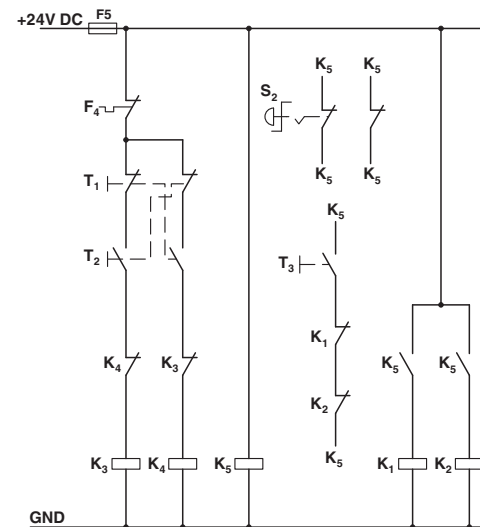 +24V DC F5
K5 K5
S2
F4
K5 K5
T1
K5
T2
T3
K1
K4 K3 K5 K5
K2
K3 K4 K5 K5 K1 K2
GND